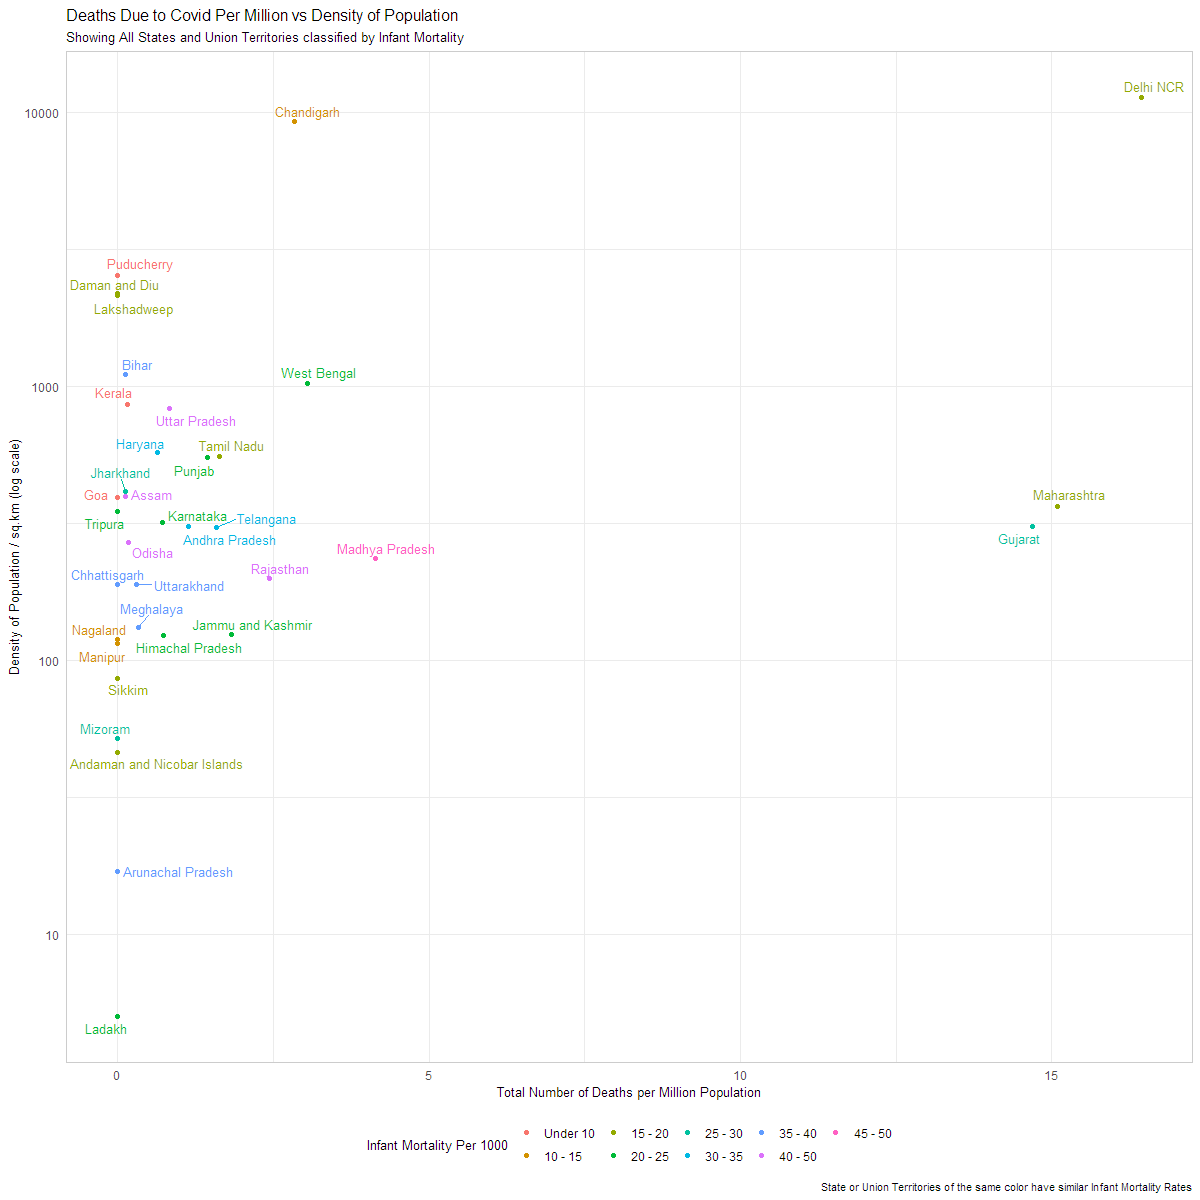 Deaths Due to Covid Per Million vs Density of Population
Showing All States and Union Territories classified by Infant Mortality
Delhi NCR
Chandigarh
10000
Puducherry
Daman and Diu
Lakshadweep
Bihar
West Bengal
1000
Kerala
Uttar Pradesh
Haryana
Tamil Nadu
Jharkhand
Punjab
Goa
Assam
Maharashtra
Karnataka
Telangana
Tripura
Andhra Pradesh
Gujarat
Odisha
Madhya Pradesh
Rajasthan
Chhattisgarh
Uttarakhand
Meghalaya
Nagaland
Jammu and Kashmir
Himachal Pradesh
Manipur
100
Sikkim
Mizoram
Andaman and Nicobar Islands
Arunachal Pradesh
10
Ladakh
Density of Population / sq.km (log scale)
0 5 10 15
Total Number of Deaths per Million Population
Infant Mortality Per 1000
Under 10 15 - 20 25 - 30 35 - 40 45 - 50
10 - 15 20 - 25 30 - 35 40 - 50
State or Union Territories of the same color have similar Infant Mortality Rates